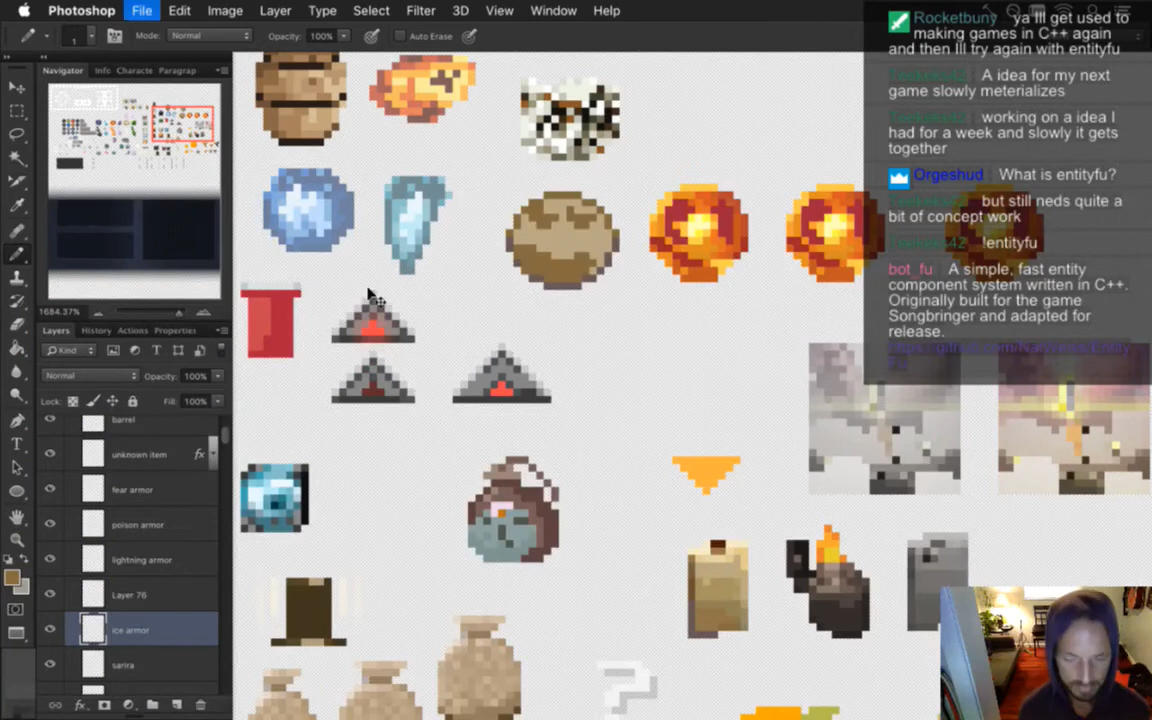 Photoshop File Edit Image Layer Type Select Filter 3D View Window Help
1 Mode: Normal Opacity: 100% Auto Erase
Navigator Info Characte Paragrap
1684.37%
Layers History Actions Properties
Kind
Normal Opacity: 100%
Lock: Fill: 100%
barrel
unknown item fx
fear armor
poison armor
lightning armor
Layer 76
ice armor
sarira
fx
Rocketbuny ya Ill get used to
making games in C++ again
and then Ill try again with entityfu
A idea for my next
game slowly meterializes
working on a idea I
had for a week and slowly it gets
together
Orgeshud What is entityfu?
but still neds quite a
bit of concept work
!entityfu
bot_fu A simple, fast entity
component system written in C++.
Originally built for the game
Songbringer and adapted for
release.